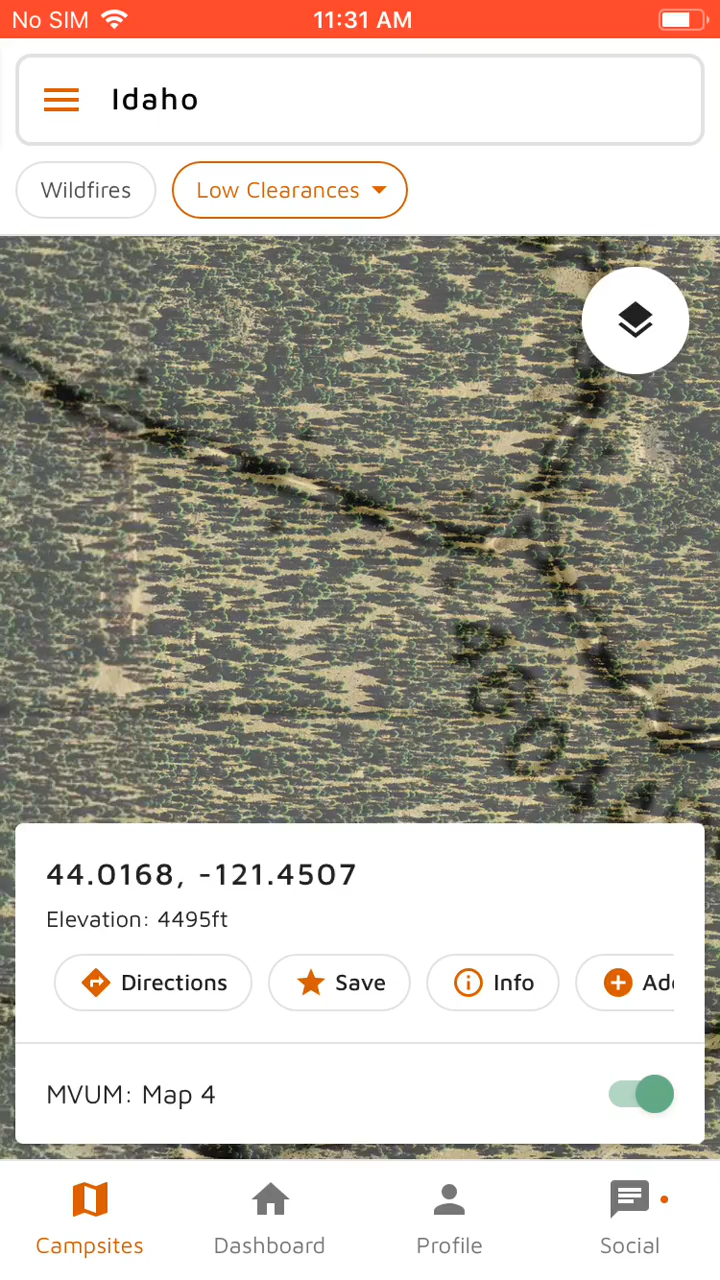 No SIM 11:31 AM
Idaho
Wildfires Low Clearances
44.0168, -121.4507
Elevation: 4495ft
Directions Save Info Ad
MVUM: Map 4
Campsites Dashboard Profile Social